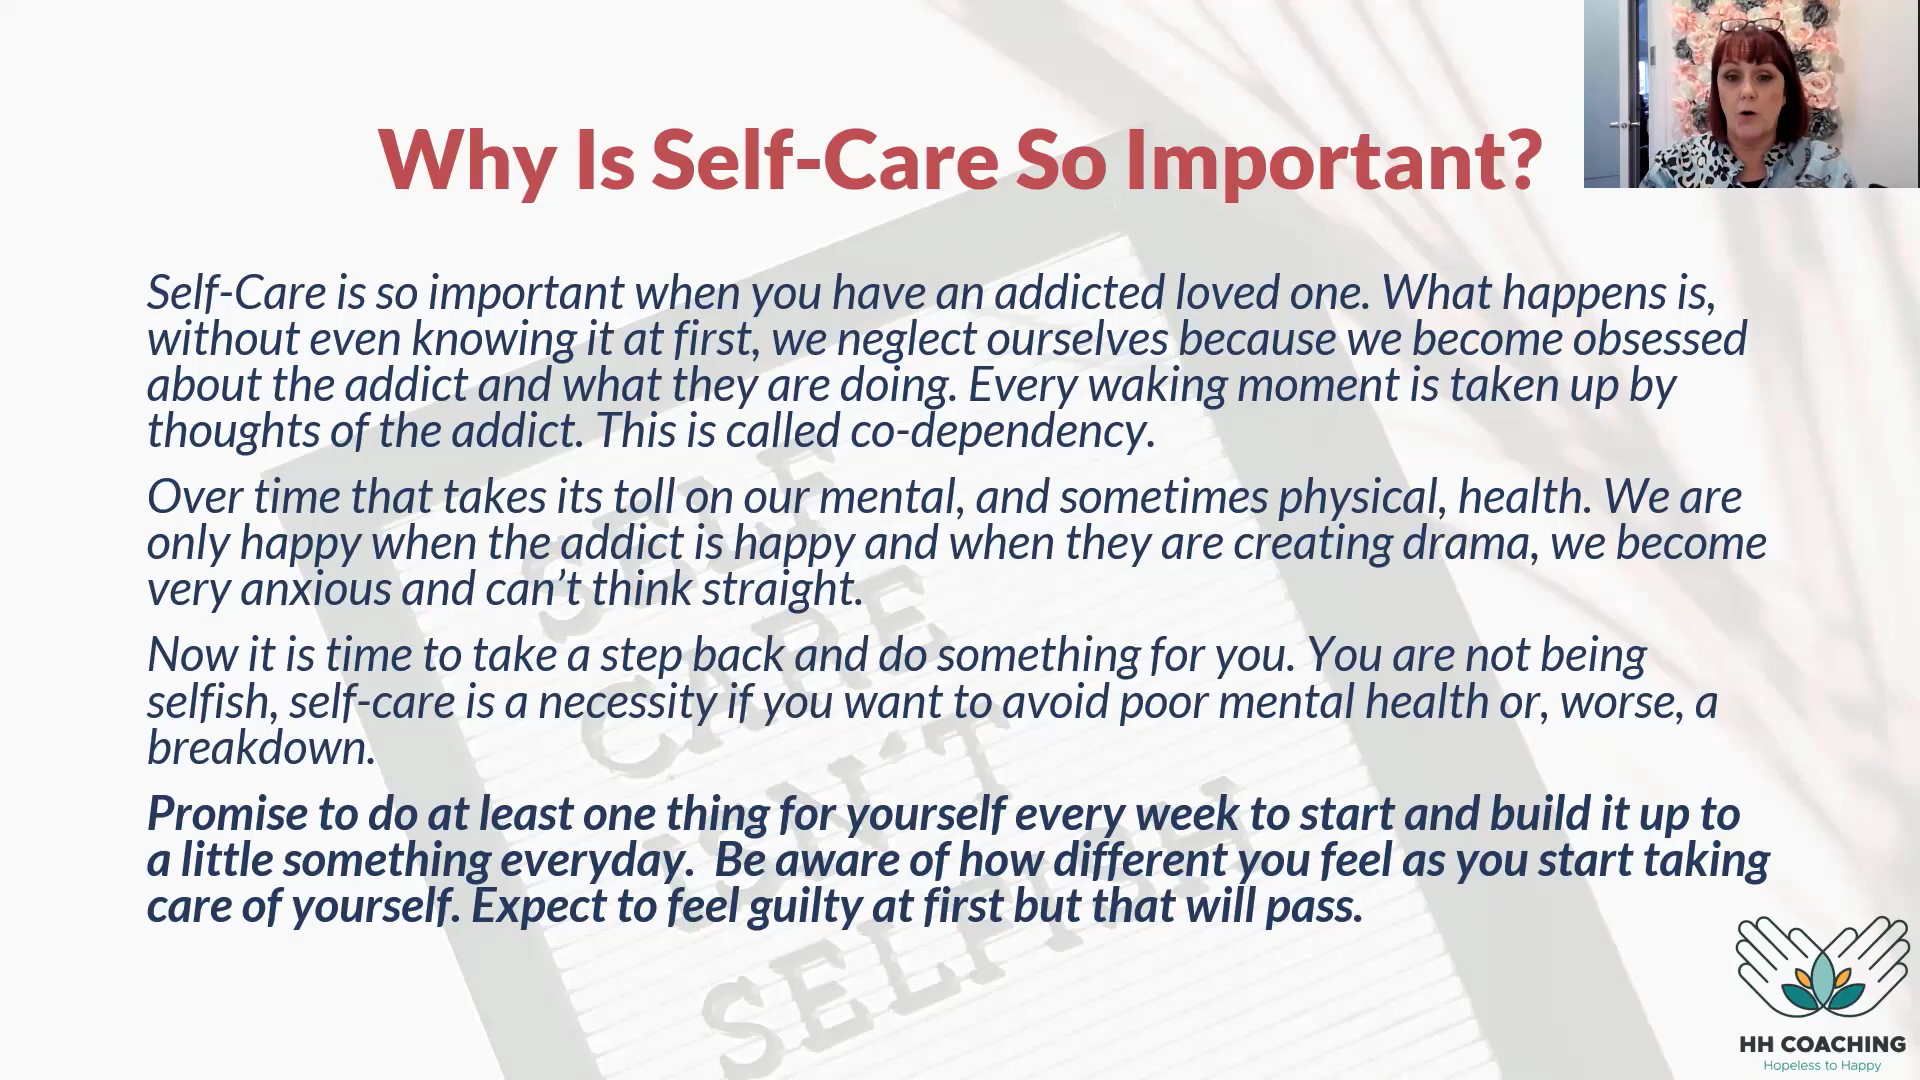 Why Is Self-Care So Important?
Self-Care is so important when you have an addicted loved one. What happens is,
without even knowing it at first, we neglect ourselves because we become obsessed
about the addict and what they are doing. Every waking moment is taken up by
thoughts of the addict. This is called co-dependency.
Over time that takes its toll on our mental, and sometimes physical, health. We are
only happy when the addict is happy and when they are creating drama, we become
very anxious and can’t think straight.
Now it is time to take a step back and do something for you. You are not being
selfish, self-care is a necessity if you want to avoid poor mental health or, worse, a
breakdown.
Promise to do at least one thing for yourself every week to start and build it up to
a little something everyday.  Be aware of how different you feel as you start taking
care of yourself. Expect to feel guilty at first but that will pass.
SELF
CARE
ISN'T
SELFISH
HH COACHING
Hopeless to Happy